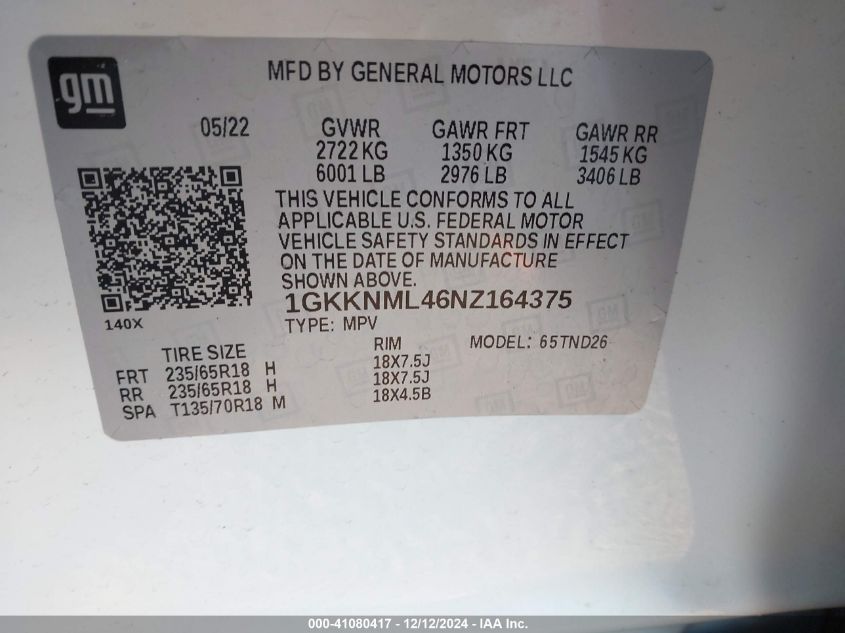 gm
MFD BY GENERAL MOTORS LLC
05/22 GVWR GAWR FRT GAWR RR
2722 KG 1350 KG 1545 KG
6001 LB 2976 LB 3406 LB
THIS VEHICLE CONFORMS TO ALL
APPLICABLE U.S. FEDERAL MOTOR
VEHICLE SAFETY STANDARDS IN EFFECT
ON THE DATE OF MANUFACTURE
SHOWN ABOVE.
1GKKNML46NZ164375
140X
TYPE: MPV
TIRE SIZE RIM MODEL: 65TND26
FRT 235/65R18 H 18X7.5J
RR 235/65R18 H 18X7.5J
SPA T135/70R18 M 18X4.5B
000-41080417 - 12/12/2024 - IAA Inc.